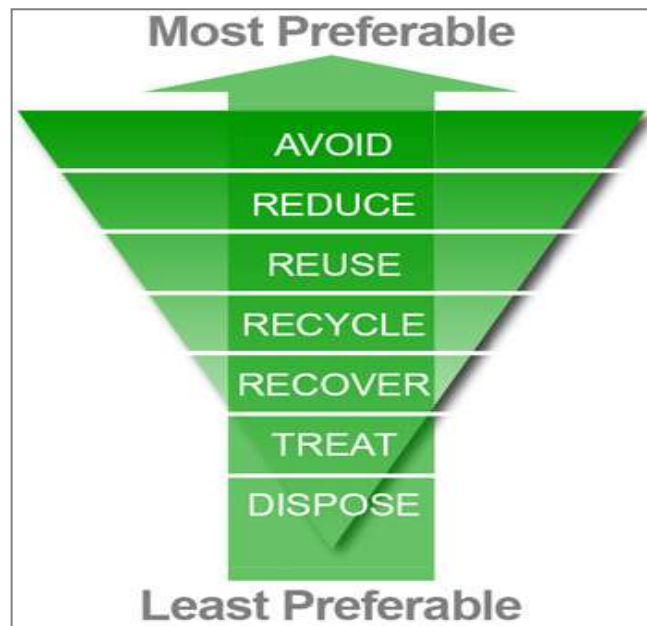 Most Preferable
AVOID
REDUCE
REUSE
RECYCLE
RECOVER
TREAT
DISPOSE
Least Preferable